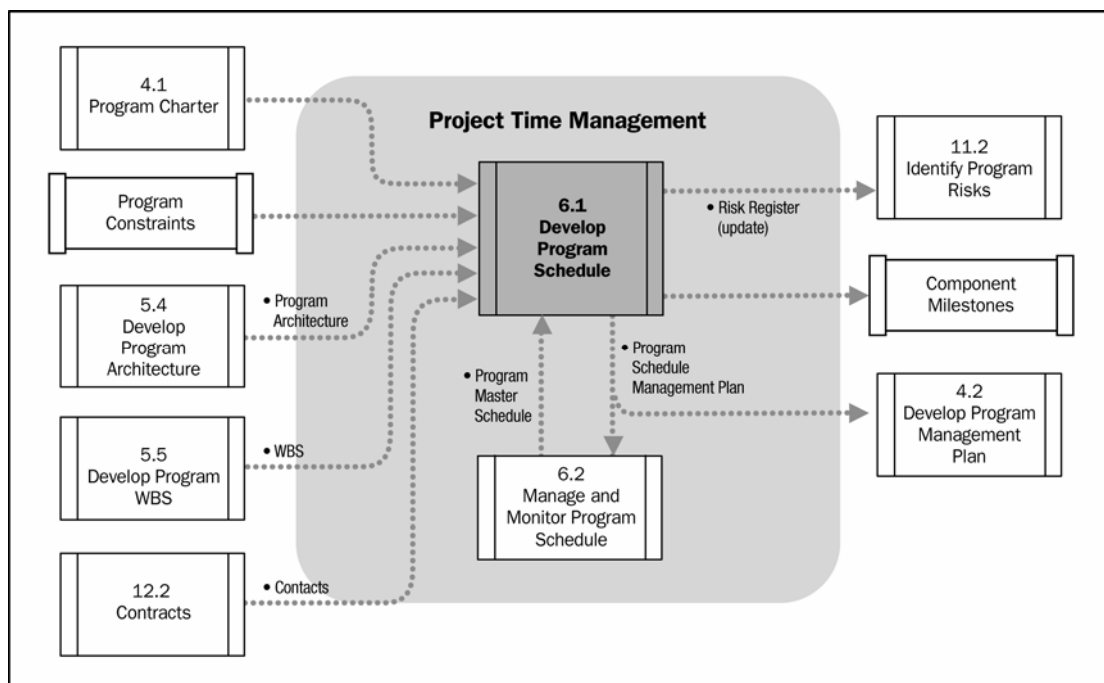 4.1
Program Charter
Program
Constraints
5.4
Develop
Program
Architecture
5.5
Develop Program
WBS
12.2
Contracts
• Program
Architecture
• WBS
• Contacts
Project Time Management
6.1
Develop
Program
Schedule
• Program
Master
Schedule
• Program
Schedule
Management Plan
6.2
Manage and
Monitor Program
Schedule
• Risk Register
(update)
11.2
Identify Program
Risks
Component
Milestones
4.2
Develop Program
Management
Plan